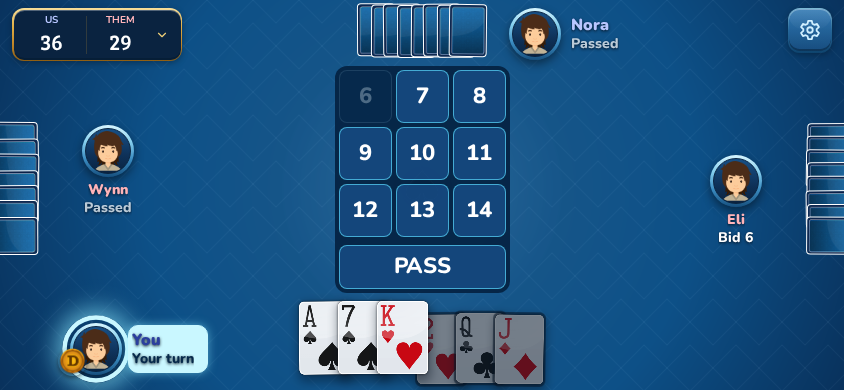 US
THEM
36
29
Nora
Passed
6
7
8
9
10
11
12
13
14
PASS
Wynn
Passed
Eli
Bid 6
D
You
Your turn
A
7
K
Q
J